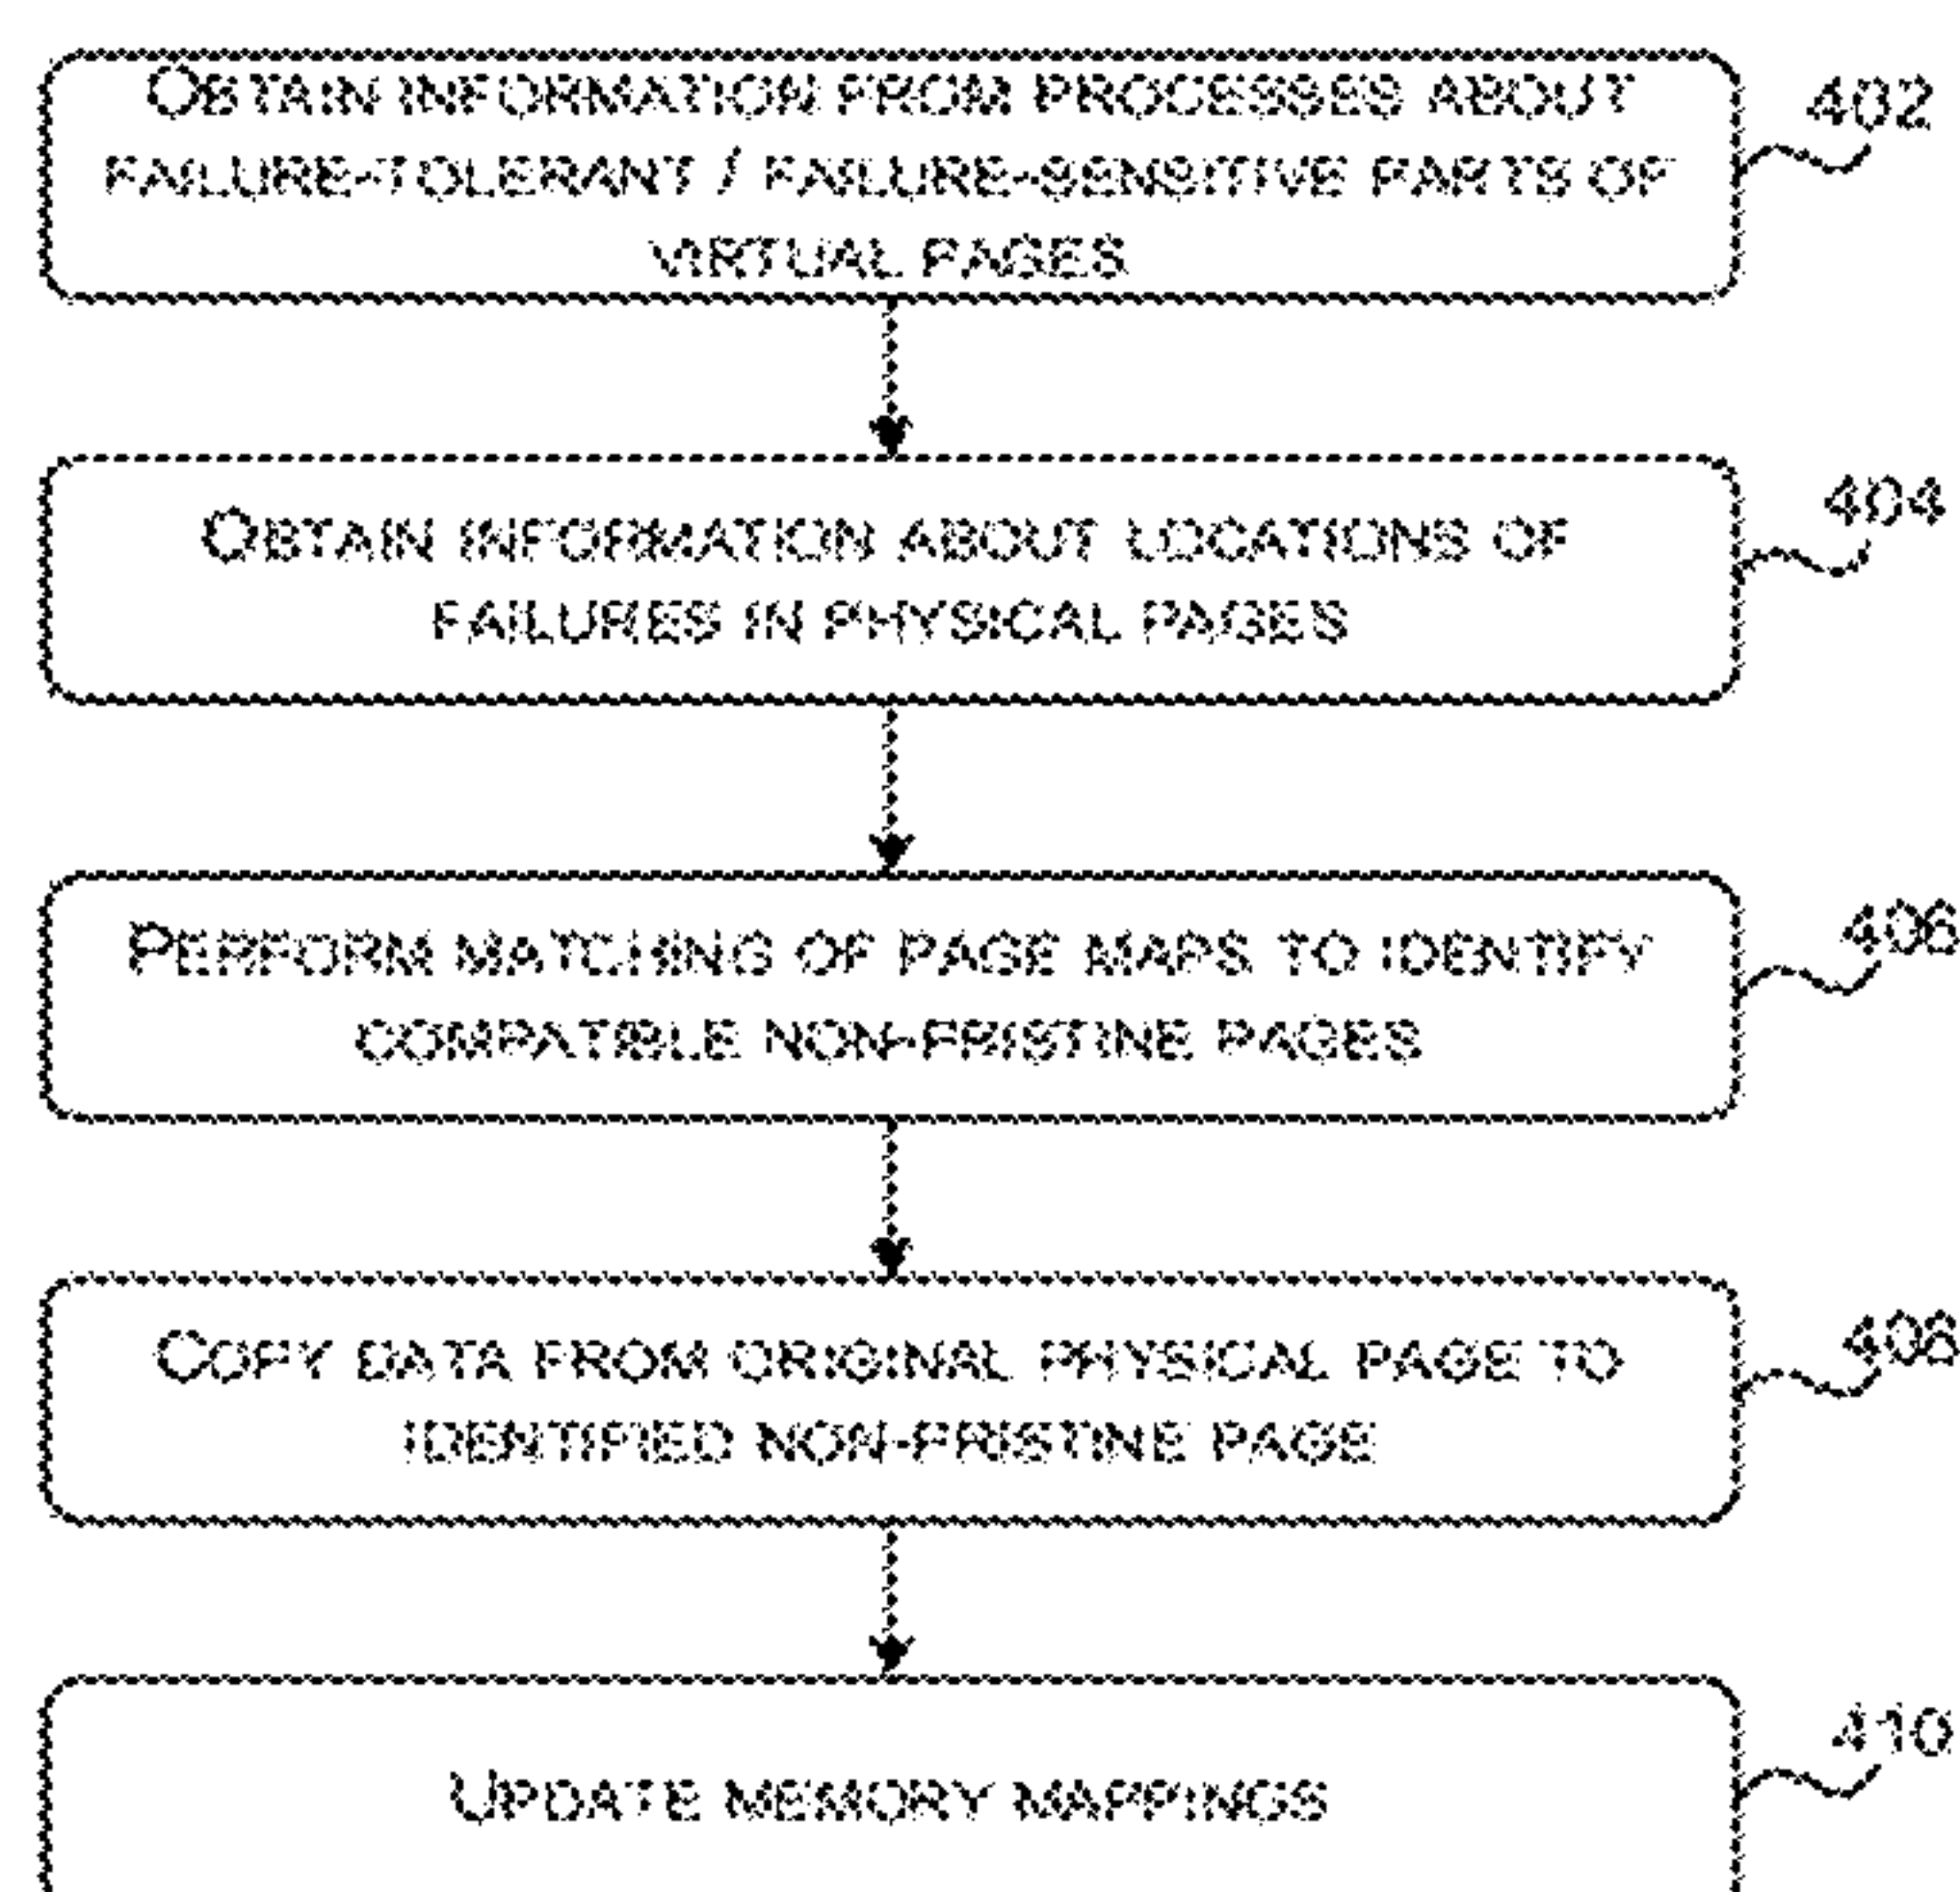 OBTAIN INFORMATION FROM PROCESSES ABOUT
FAILURE-TOLERANT / FAILURE-SENSITIVE PARTS OF
VIRTUAL PAGES
402
OBTAIN INFORMATION ABOUT LOCATIONS OF
FAILURES IN PHYSICAL PAGES
404
PERFORM MATCHING OF PAGE MAPS TO IDENTIFY
COMPATIBLE NON-PRISTINE PAGES
406
COPY DATA FROM ORIGINAL PHYSICAL PAGE TO
IDENTIFIED NON-PRISTINE PAGE
408
UPDATE MEMORY MAPPINGS
410